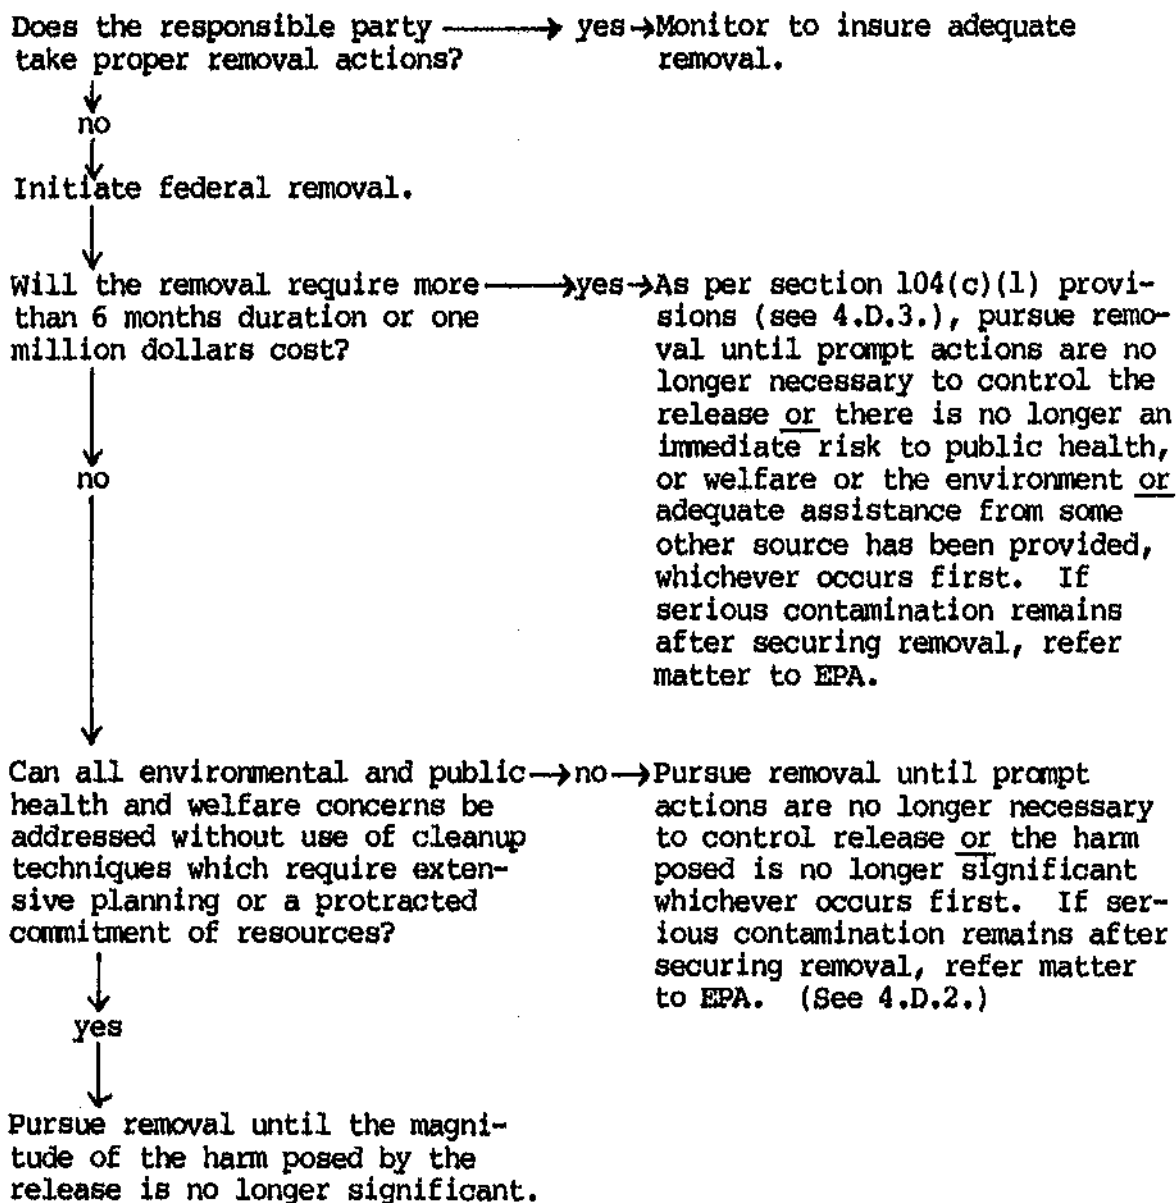 Does the responsible party yes Monitor to insure adequate
take proper removal actions? removal.
no
Initiate federal removal.
Will the removal require more yes As per section 104(c)(1) provi-
than 6 months duration or one sions (see 4.D.3.), pursue remo-
million dollars cost? val until prompt actions are no
longer necessary to control the
release or there is no longer an
immediate risk to public health,
no or welfare or the environment or
adequate assistance from some
other source has been provided,
whichever occurs first. If
serious contamination remains
after securing removal, refer
matter to EPA.
Can all environmental and public no Pursue removal until prompt
health and welfare concerns be actions are no longer necessary
addressed without use of cleanup to control release or the harm
techniques which require exten- posed is no longer significant
sive planning or a protracted whichever occurs first. If ser-
commitment of resources? ious contamination remains after
securing removal, refer matter
to EPA. (See 4.D.2.)
yes
Pursue removal until the magni-
tude of the harm posed by the
release is no longer significant.